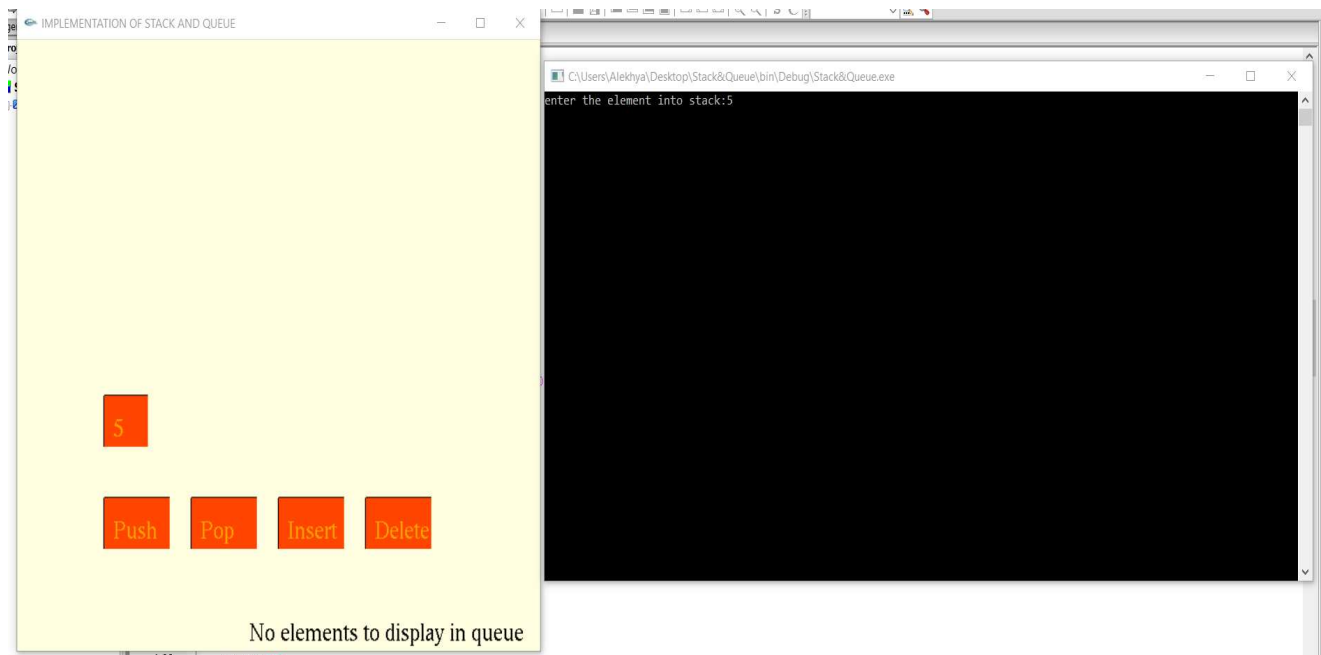 IMPLEMENTATION OF STACK AND QUEUE
C:\Users\Alekhya\Desktop\Stack&Queue\bin\Debug\Stack&Queue.exe
enter the element into stack:5
5
Push Pop Insert Delete
No elements to display in queue